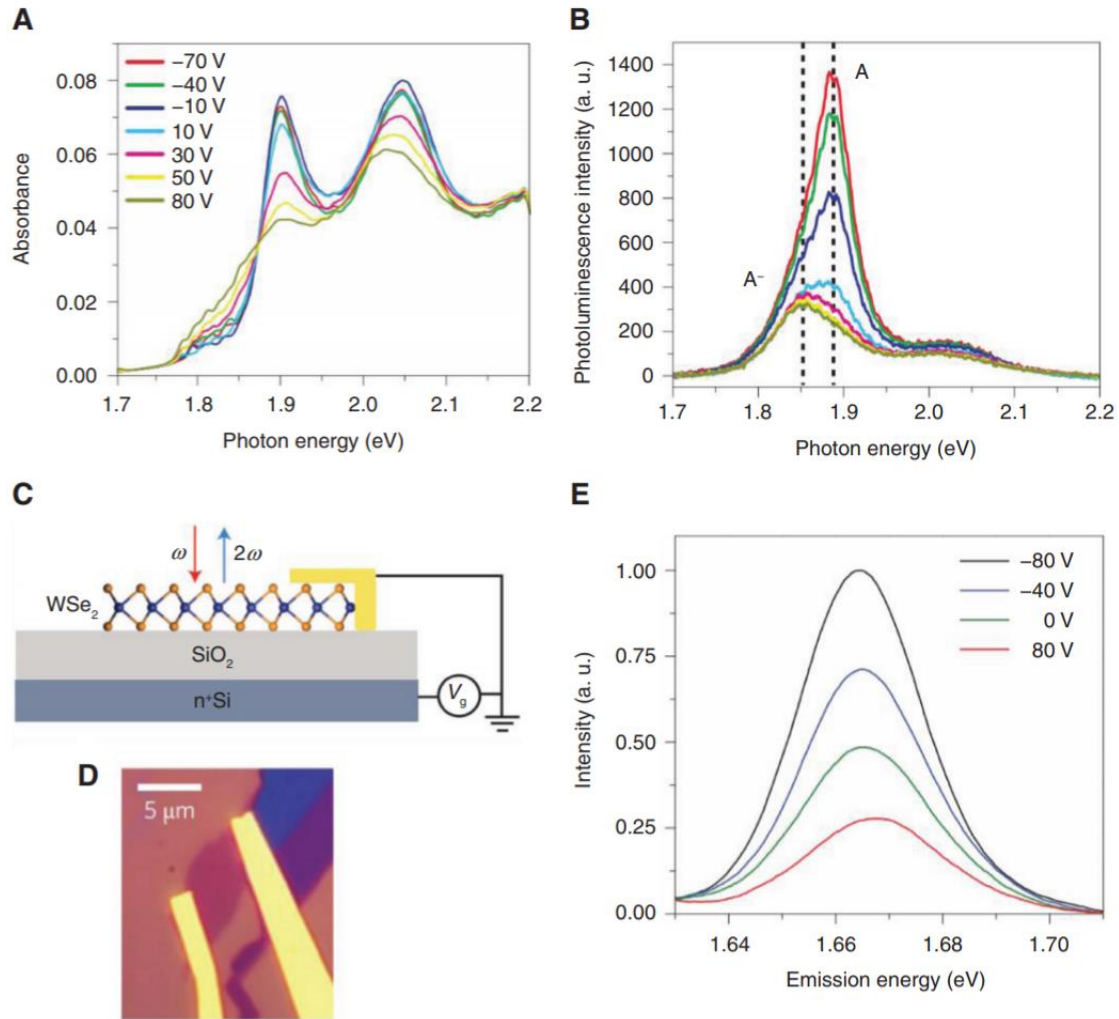 A
−70 V
−40 V
−10 V
10 V
30 V
50 V
80 V
0.08
0.06
0.04
0.02
0.00
Absorbance
1.7
1.8
1.9
2.0
2.1
2.2
Photon energy (eV)
B
A
A−
1400
1200
1000
800
600
400
200
0
Photoluminescence intensity (a. u.)
1.7
1.8
1.9
2.0
2.1
2.2
Photon energy (eV)
C
ω
2ω
WSe2
SiO2
n+Si
Vg
D
5 μm
E
−80 V
−40 V
0 V
80 V
1.00
0.75
0.50
0.25
0.00
Intensity (a. u.)
1.64
1.66
1.68
1.70
Emission energy (eV)